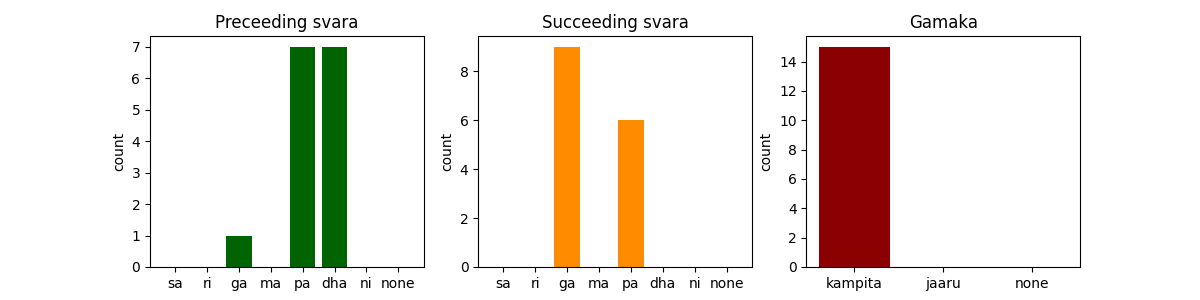 Preceeding svara
count
7
6
5
4
3
2
1
0
sa ri ga ma pa dha ni none
Succeeding svara
count
8
6
4
2
0
sa ri ga ma pa dha ni none
Gamaka
count
14
12
10
8
6
4
2
0
kampita jaaru none